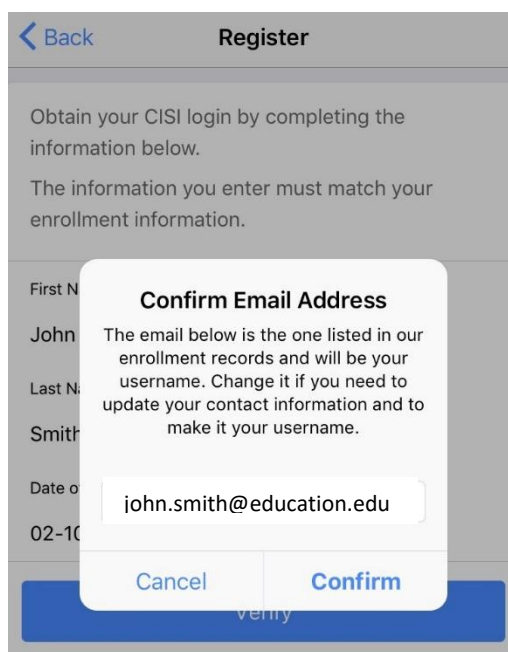 Back Register
Obtain your CISI login by completing the
information below.
The information you enter must match your
enrollment information.
First N
Confirm Email Address
John
The email below is the one listed in our
enrollment records and will be your
Last Na
username. Change it if you need to
update your contact information and to
Smith
make it your username.
Date o
john.smith@education.edu
02-10
Cancel Confirm
Verify